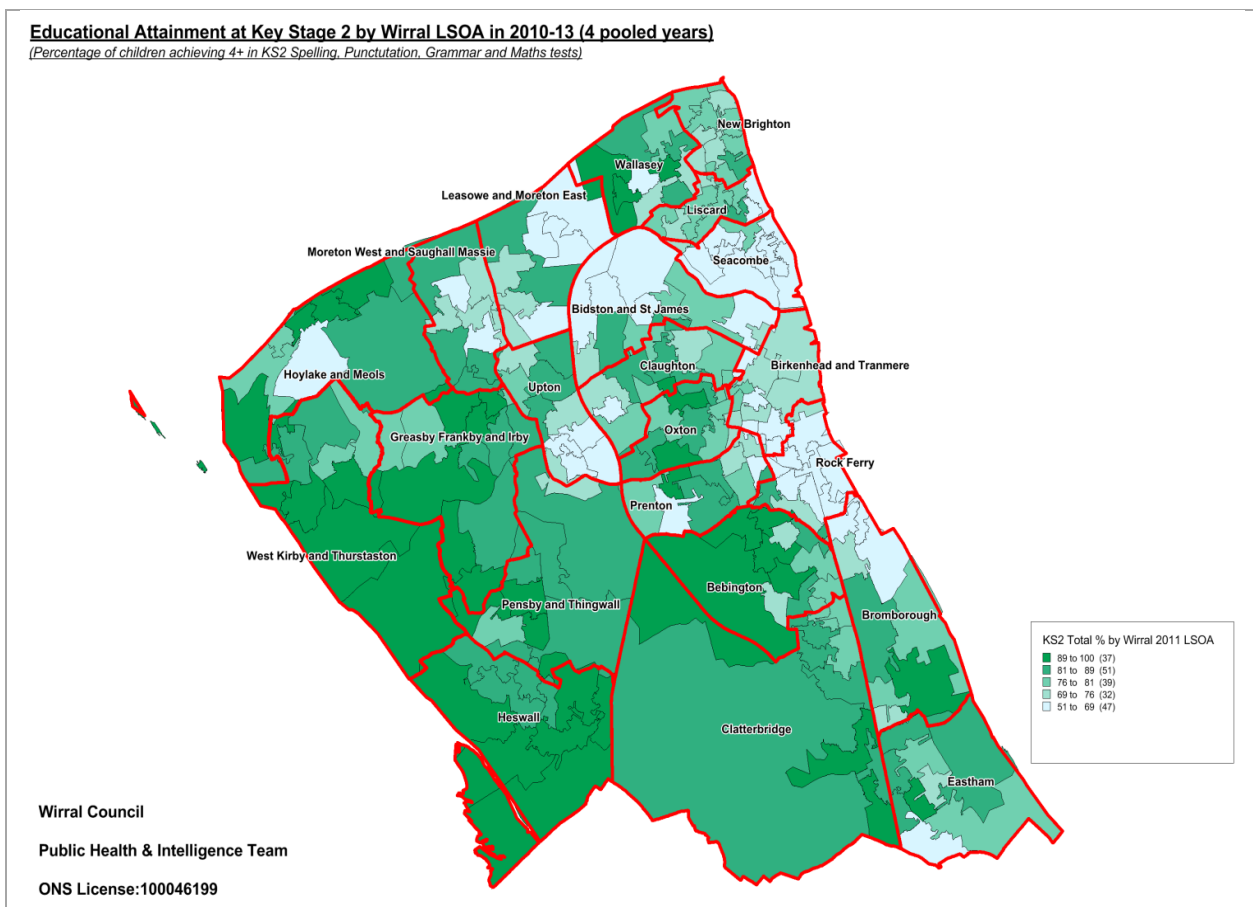 Educational Attainment at Key Stage 2 by Wirral LSOA in 2010-13 (4 pooled years)
(Percentage of children achieving 4+ in KS2 Spelling, Punctutation, Grammar and Maths tests)
New Brighton
Wallasey
Leasowe and Moreton East
Liscard
Moreton West and Saughall Massie
Seacombe
Bidston and St James
Hoylake and Meols
Claughton
Birkenhead and Tranmere
Upton
Greasby Frankby and Irby
Oxton
Rock Ferry
Prenton
West Kirby and Thurstaston
Bebington
Pensby and Thingwall
Bromborough
Heswall
Clatterbridge
Eastham
KS2 Total % by Wirral 2011 LSOA
89 to 100 (37)
81 to 89 (51)
76 to 81 (39)
69 to 76 (32)
51 to 69 (47)
Wirral Council
Public Health & Intelligence Team
ONS License:100046199